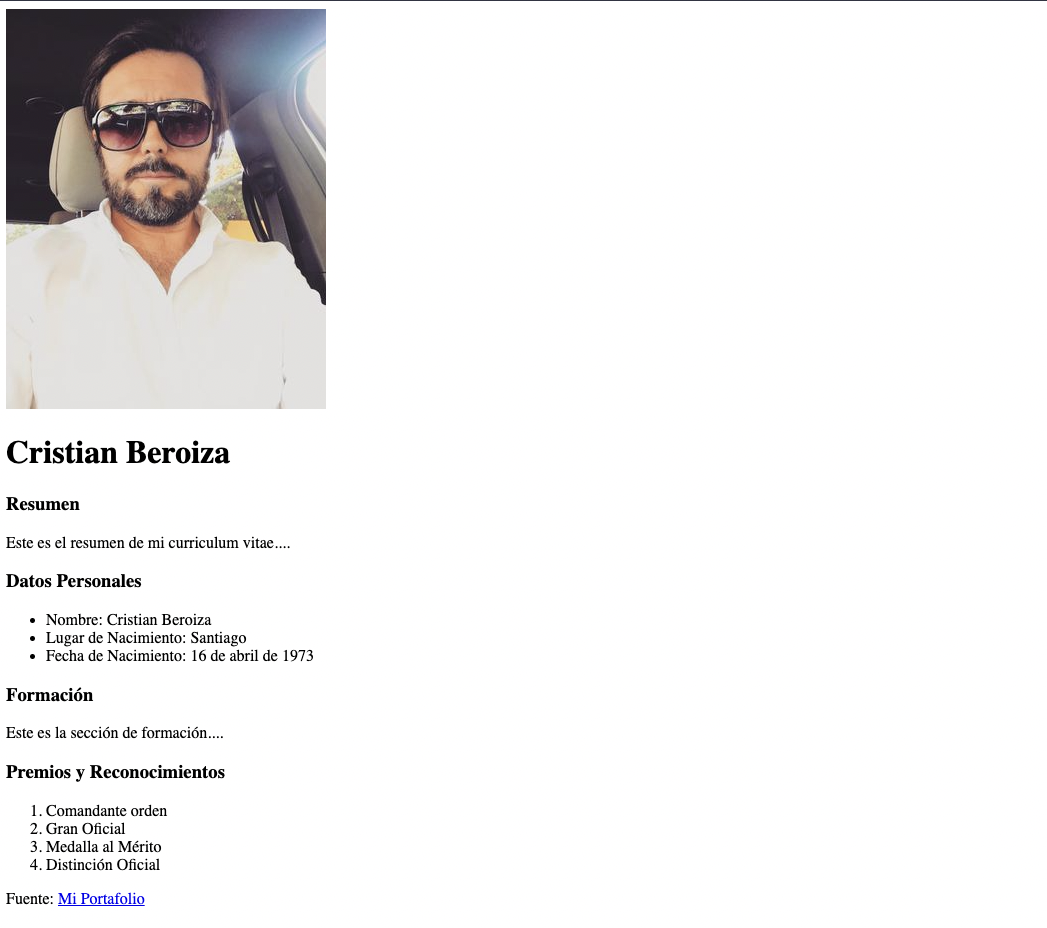 Cristian Beroiza
Resumen
Este es el resumen de mi curriculum vitae....
Datos Personales
• Nombre: Cristian Beroiza
• Lugar de Nacimiento: Santiago
• Fecha de Nacimiento: 16 de abril de 1973
Formación
Este es la sección de formación....
Premios y Reconocimientos
1. Comandante orden
2. Gran Oficial
3. Medalla al Mérito
4. Distinción Oficial
Fuente: Mi Portafolio